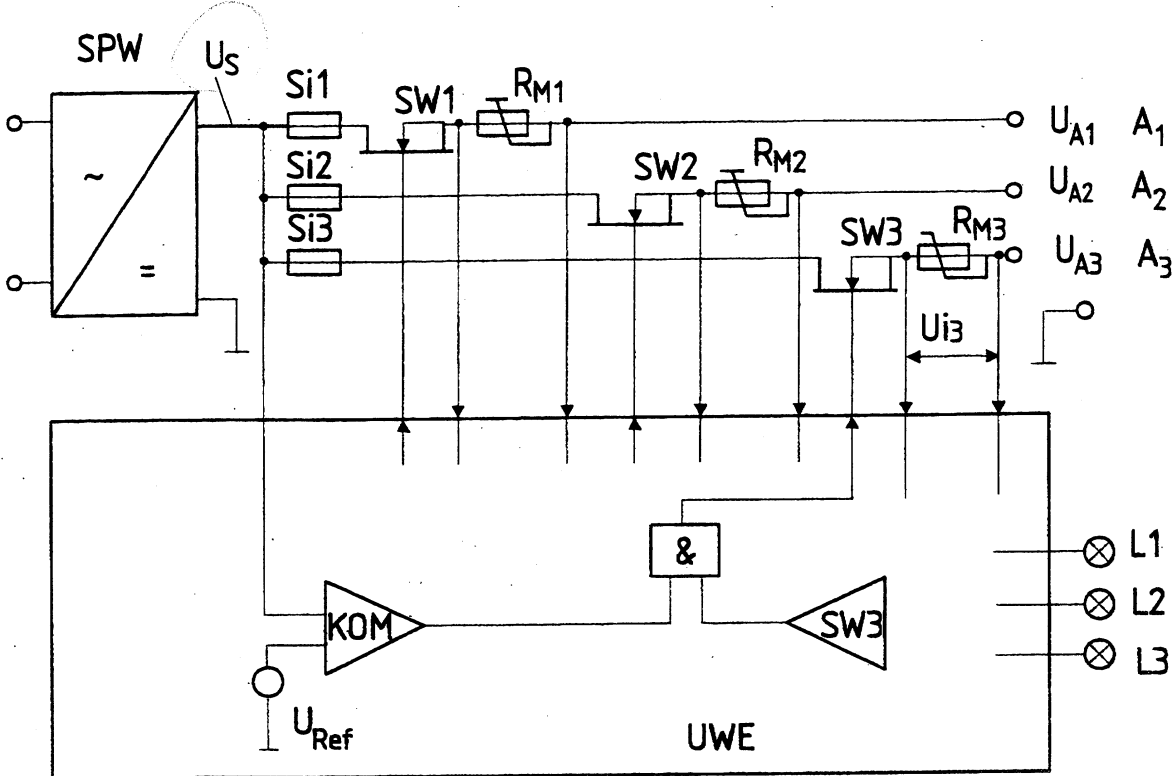 SPW
U_S
Si1
SW1
R_M1
U_A1 A_1
Si2
SW2
R_M2
U_A2 A_2
Si3
SW3
R_M3
U_A3 A_3
~
=
Ui3
&
L1
KOM
SW3
L2
L3
U_Ref
UWE